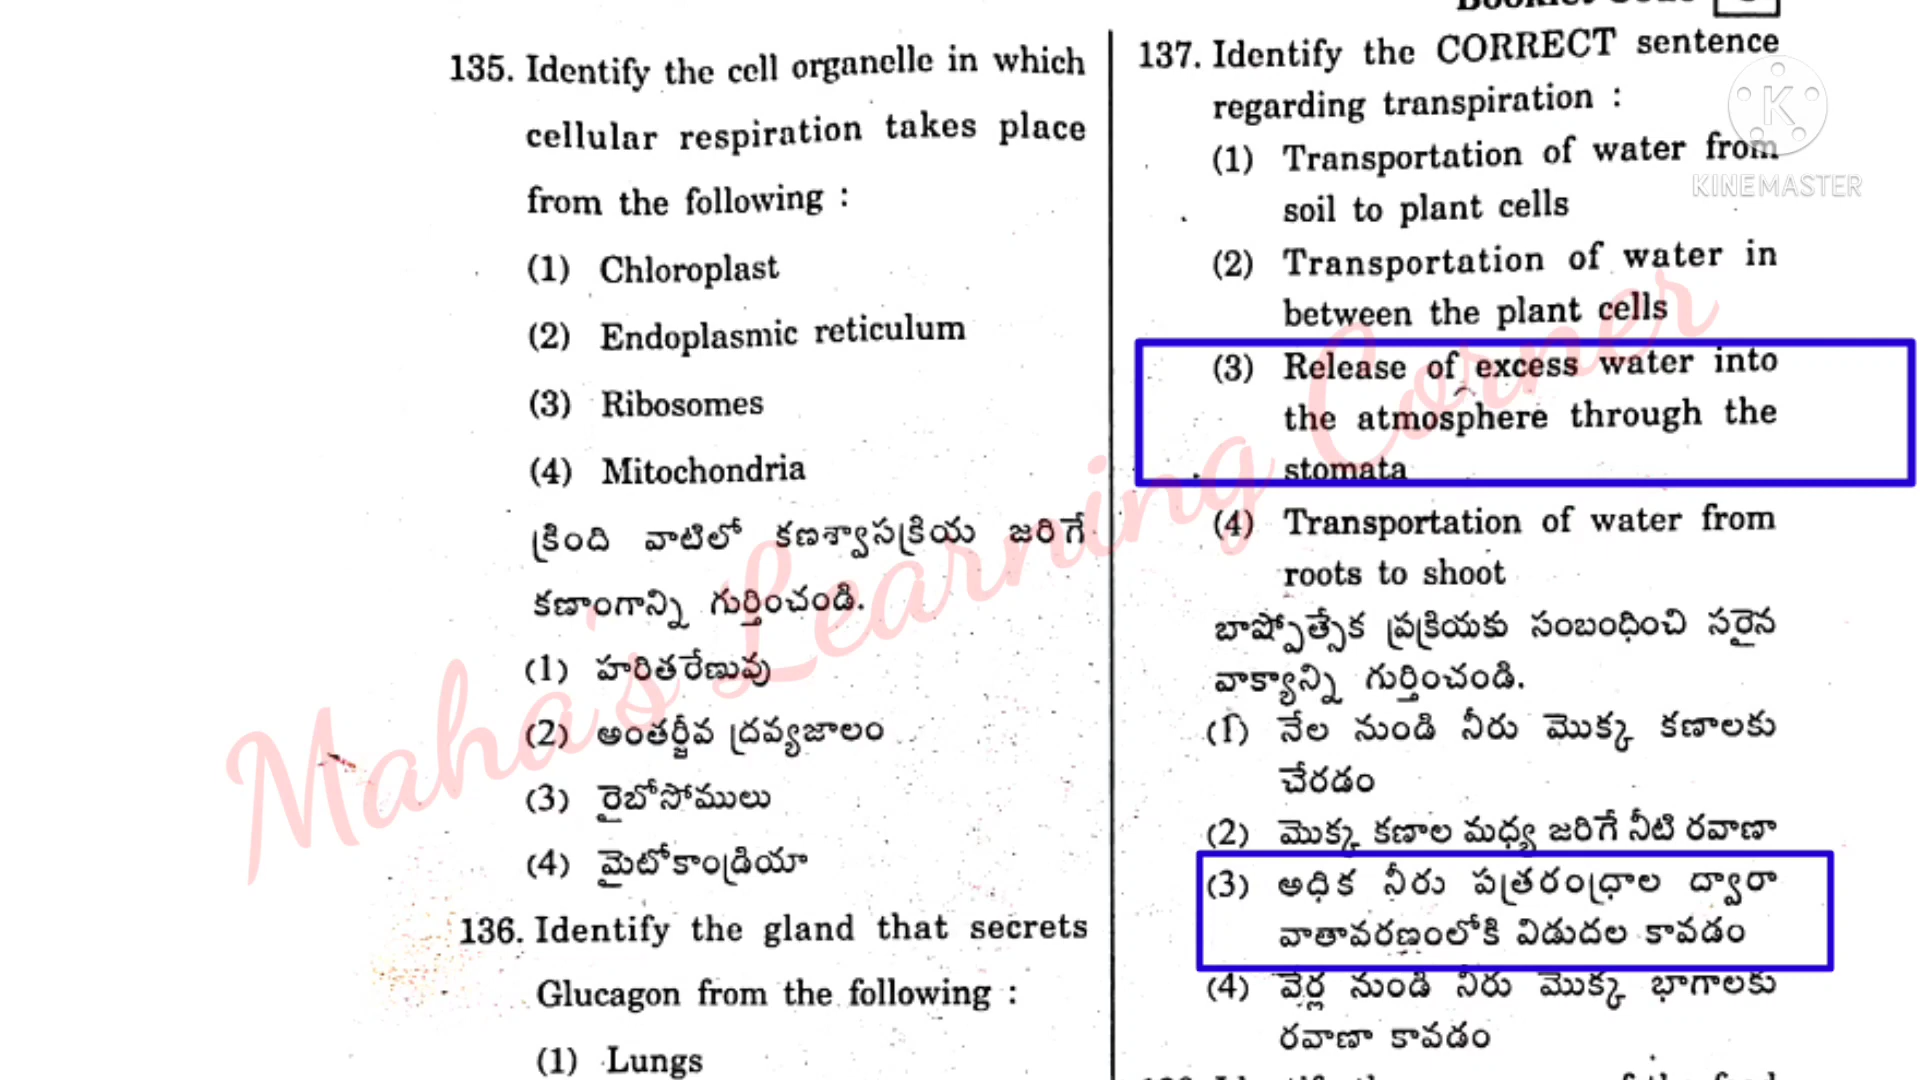 135. Identify the cell organelle in which
cellular respiration takes place
from the following :
(1) Chloroplast
(2) Endoplasmic reticulum
(3) Ribosomes
(4) Mitochondria
క్రింది వాటిలో కణశ్వాసక్రియ జరిగే
కణాంగాన్ని గుర్తించండి.
(1) హరితరేణువు
(2) అంతర్జీవ ద్రవ్యజాలం
(3) రైబోసోములు
(4) మైటోకాండ్రియా
136. Identify the gland that secrets
Glucagon from the following :
(1) Lungs
137. Identify the CORRECT sentence
regarding transpiration :
(1) Transportation of water from
soil to plant cells
(2) Transportation of water in
between the plant cells
(3) Release of excess water into
the atmosphere through the
stomata
(4) Transportation of water from
roots to shoot
బాష్పోత్సేక ప్రక్రియకు సంబంధించి సరైన
వాక్యాన్ని గుర్తించండి.
(1) నేల నుండి నీరు మొక్క కణాలకు
చేరడం
(2) మొక్క కణాల మధ్య జరిగే నీటి రవాణా
(3) అధిక నీరు పత్రరంధ్రాల ద్వారా
వాతావరణంలోకి విడుదల కావడం
(4) వేర్ల నుండి నీరు మొక్క భాగాలకు
రవాణా కావడం
K
KINEMASTER
Maha's Learning Corner